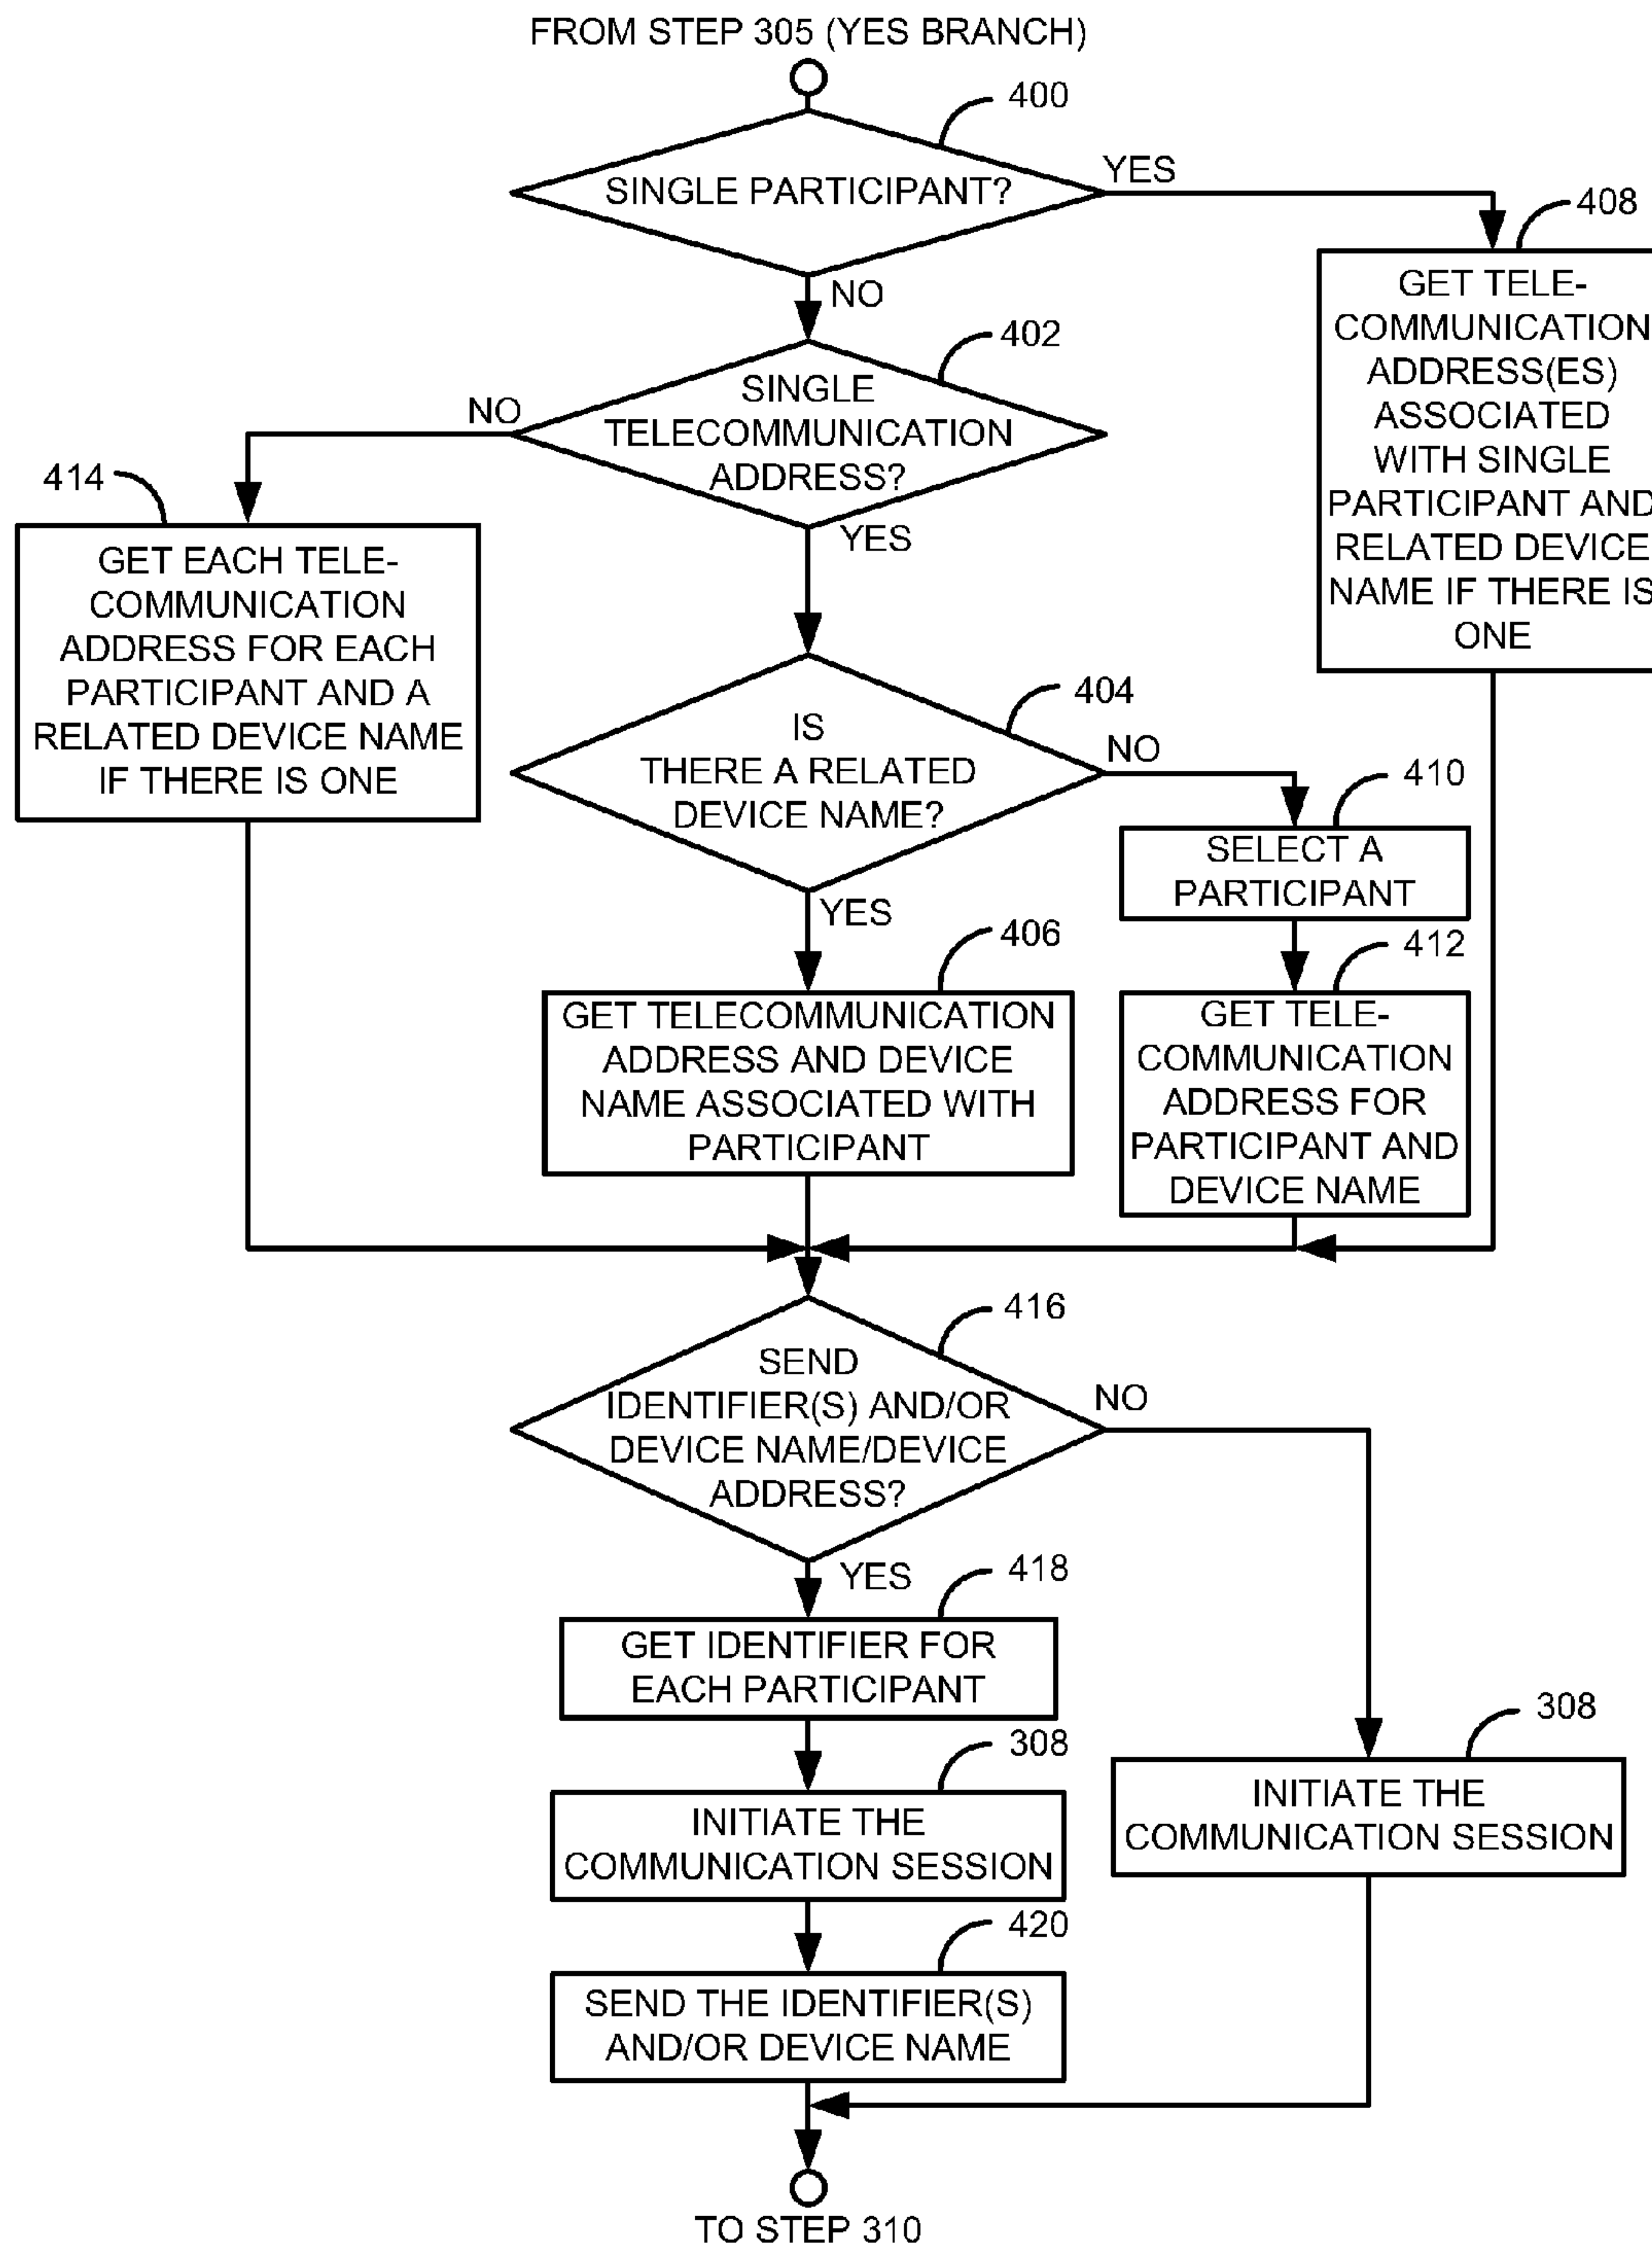 FROM STEP 305 (YES BRANCH)
400
SINGLE PARTICIPANT?
YES
NO
408
GET TELE-
COMMUNICATION
ADDRESS(ES)
ASSOCIATED
WITH SINGLE
PARTICIPANT AND
RELATED DEVICE
NAME IF THERE IS
ONE
402
SINGLE
TELECOMMUNICATION
ADDRESS?
NO
YES
414
GET EACH TELE-
COMMUNICATION
ADDRESS FOR EACH
PARTICIPANT AND A
RELATED DEVICE NAME
IF THERE IS ONE
404
IS
THERE A RELATED
DEVICE NAME?
NO
YES
410
SELECT A
PARTICIPANT
406
GET TELECOMMUNICATION
ADDRESS AND DEVICE
NAME ASSOCIATED WITH
PARTICIPANT
412
GET TELE-
COMMUNICATION
ADDRESS FOR
PARTICIPANT AND
DEVICE NAME
416
SEND
IDENTIFIER(S) AND/OR
DEVICE NAME/DEVICE
ADDRESS?
NO
YES
418
GET IDENTIFIER FOR
EACH PARTICIPANT
308
INITIATE THE
COMMUNICATION SESSION
308
INITIATE THE
COMMUNICATION SESSION
420
SEND THE IDENTIFIER(S)
AND/OR DEVICE NAME
TO STEP 310